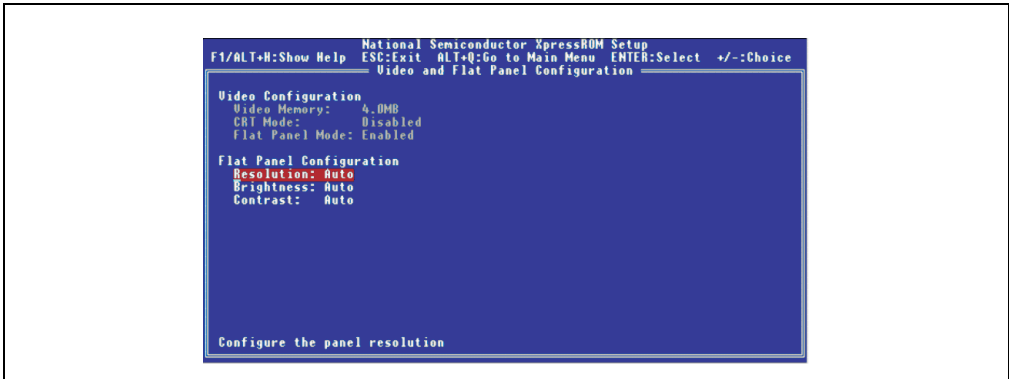 National Semiconductor XpressROM Setup
F1/ALT+H:Show Help ESC:Exit ALT+Q:Go to Main Menu ENTER:Select +/-:Choice
Video and Flat Panel Configuration
Video Configuration
Video Memory: 4.0MB
CRT Mode: Disabled
Flat Panel Mode: Enabled
Flat Panel Configuration
Resolution: Auto
Brightness: Auto
Contrast: Auto
Configure the panel resolution